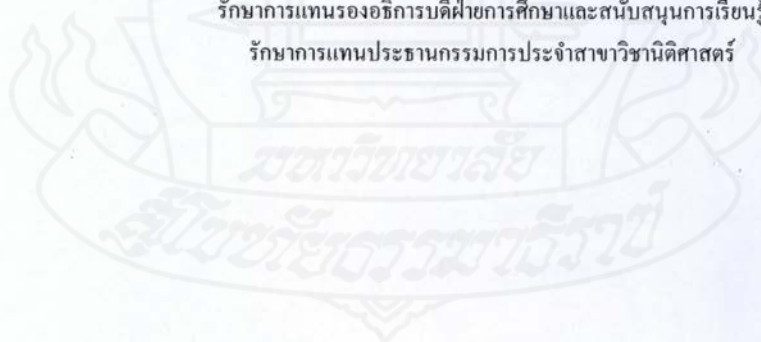 รักษาการแทนรองอธิการบดีฝ่ายการศึกษาและสนับสนุนการเรียนรู้
รักษาการแทนประธานกรรมการประจำสาขาวิชานิติศาสตร์
มหาวิทยาลัย
สุโขทัยธรรมาธิราช